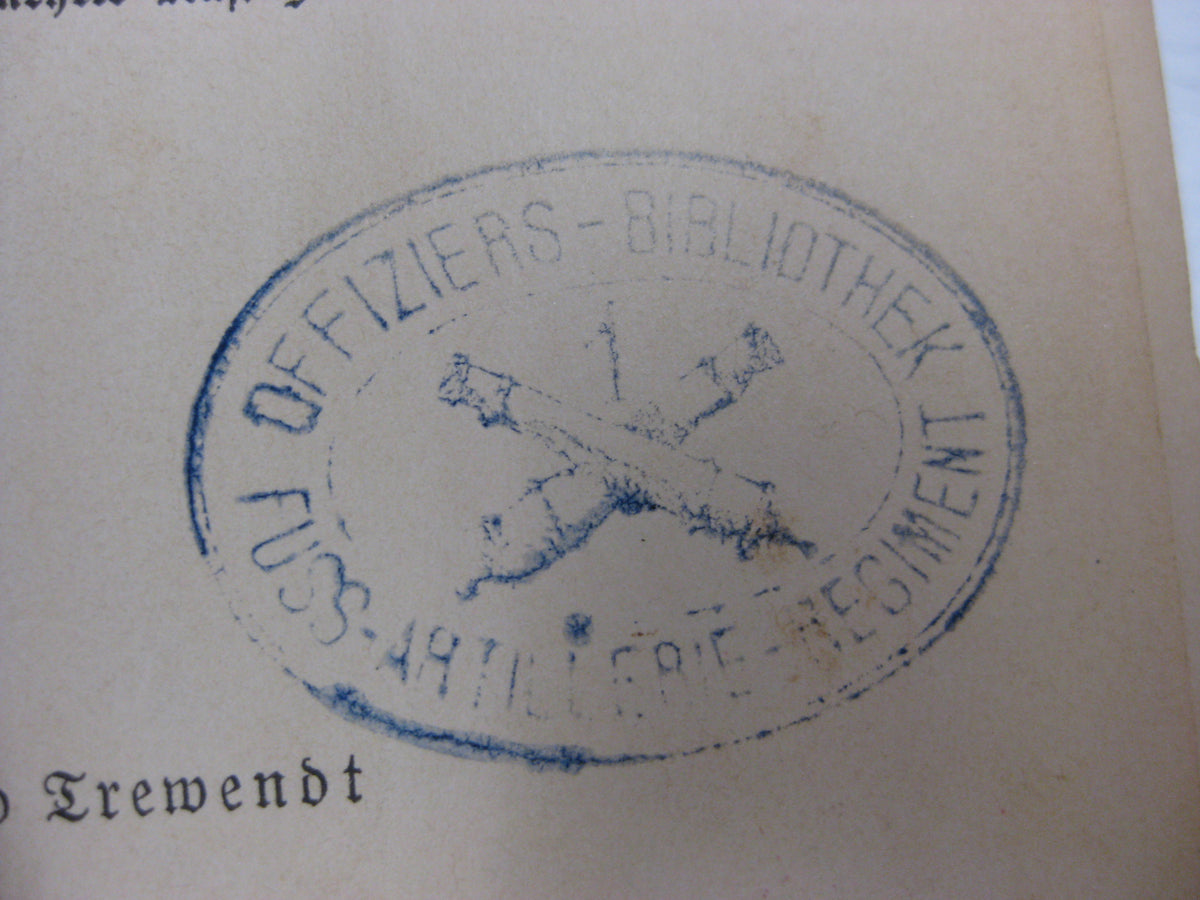 OFFIZIERS-BIBLIOTHEK
1
FUSS-ARTILLERIE-REGIMENT
Trewendt